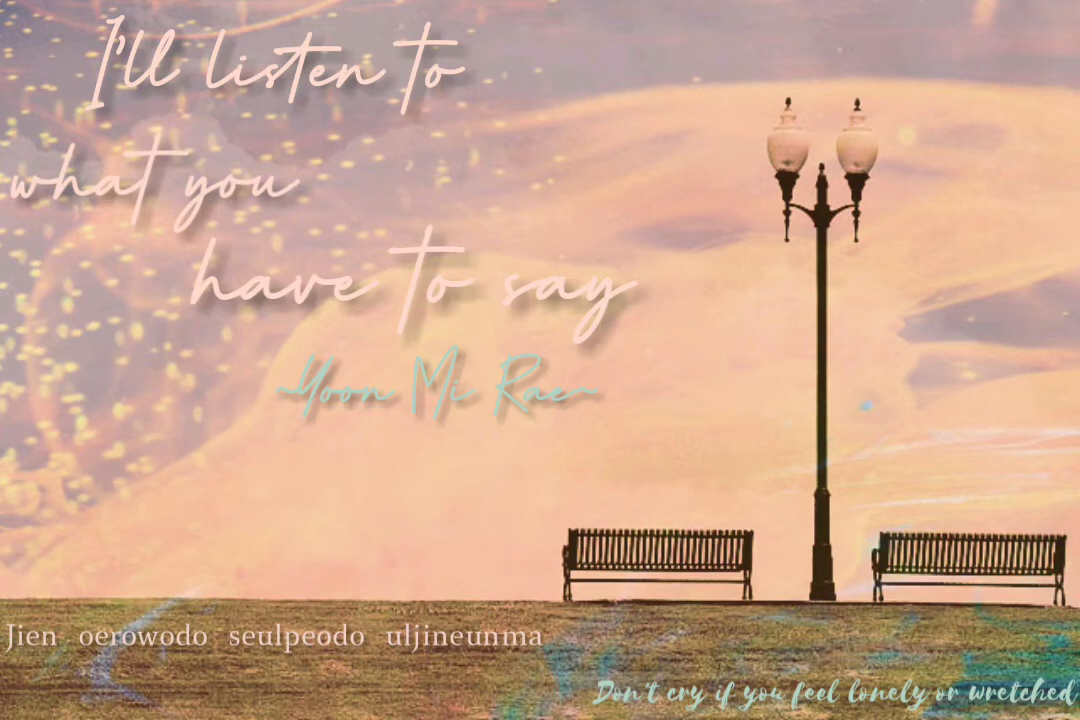 I'll listen to
what you
have to say
~Yoon Mi Rae~
Jien oerowodo seulpeodo uljineunma
Don't cry if you feel lonely or wretched